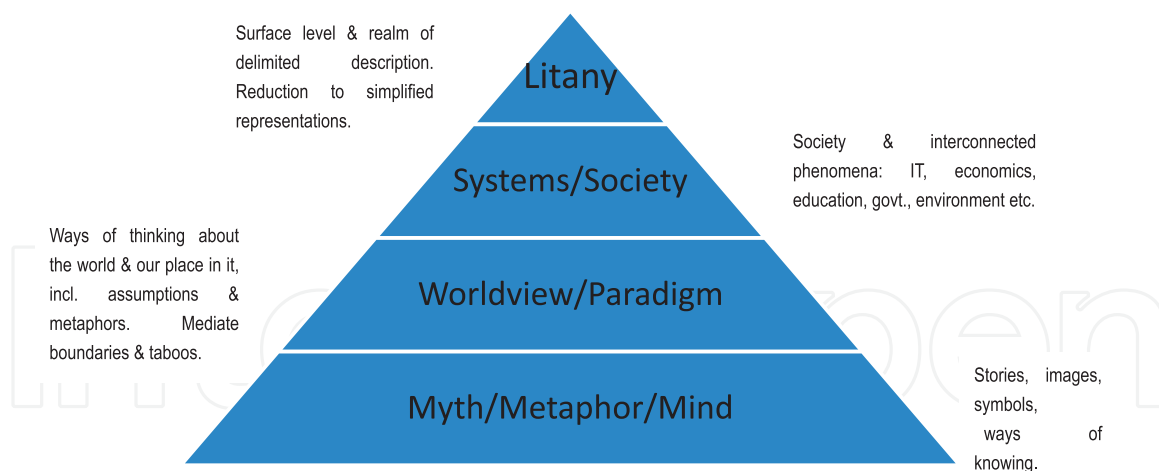 Surface level & realm of
delimited description.
Reduction to simplified
representations.
Litany
Society & interconnected
phenomena: IT, economics,
education, govt., environment etc.
Systems/Society
Ways of thinking about
the world & our place in it,
incl. assumptions &
metaphors. Mediate
boundaries & taboos.
Worldview/Paradigm
Stories, images,
symbols,
ways of
knowing.
Myth/Metaphor/Mind